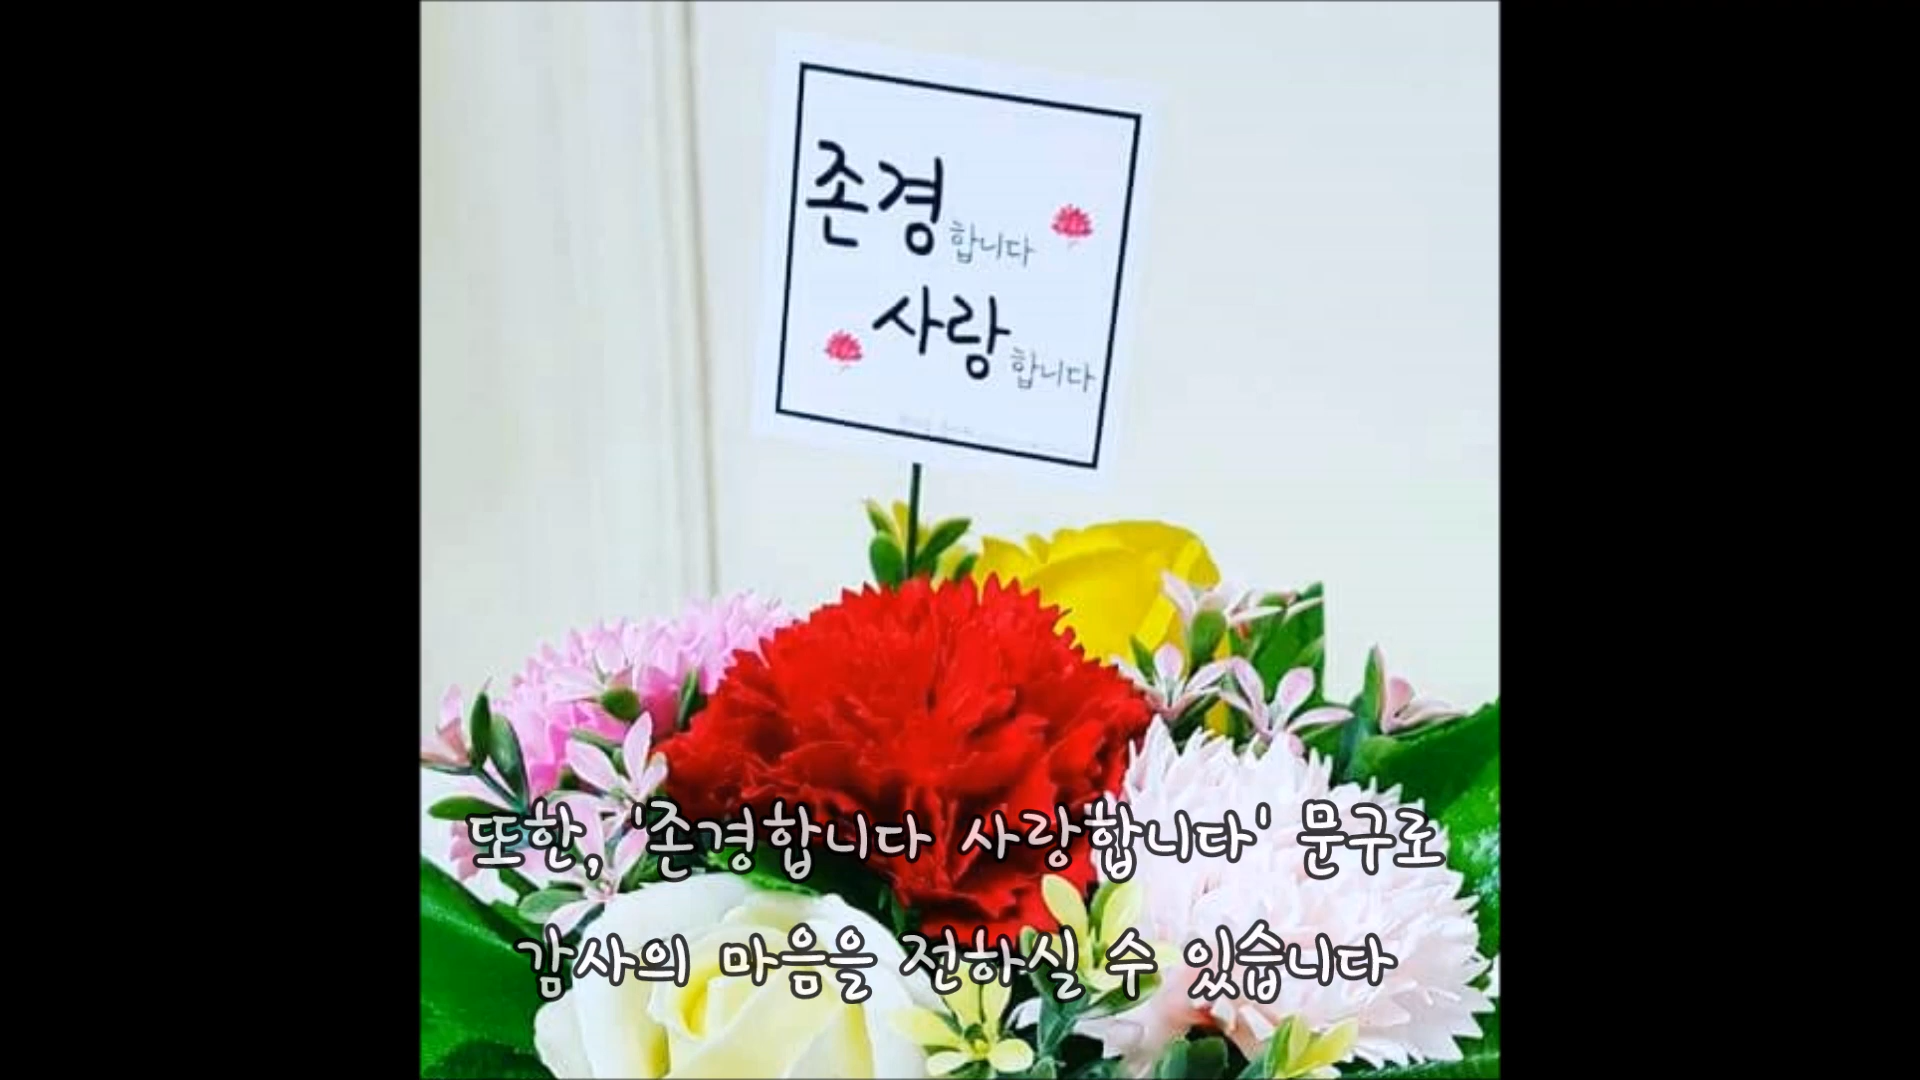 존경합니다
사랑합니다
또한, '존경합니다 사랑합니다' 문구로
감사의 마음을 전하실 수 있습니다